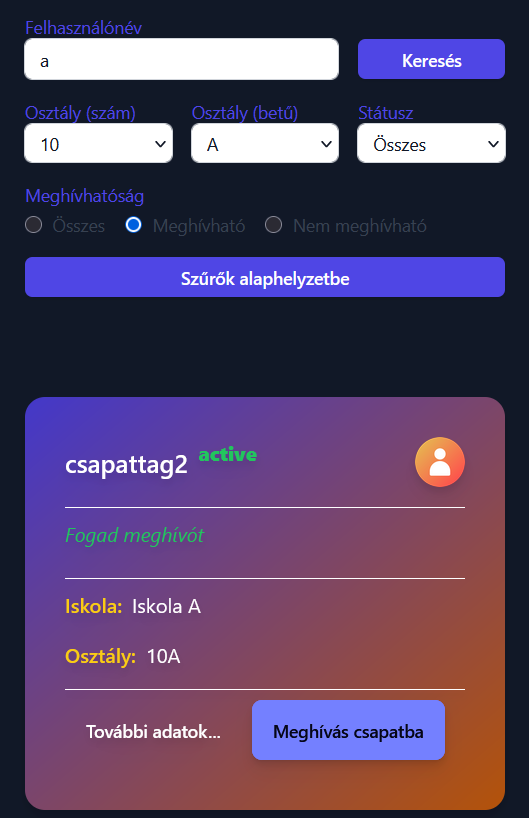 Felhasználónév
a
Keresés
Osztály (szám)
Osztály (betű)
Státusz
10
A
Összes
Meghívhatóság
Összes
Meghívható
Nem meghívható
Szűrők alaphelyzetbe
csapattag2 active
Fogad meghívót
Iskola: Iskola A
Osztály: 10A
További adatok...
Meghívás csapatba